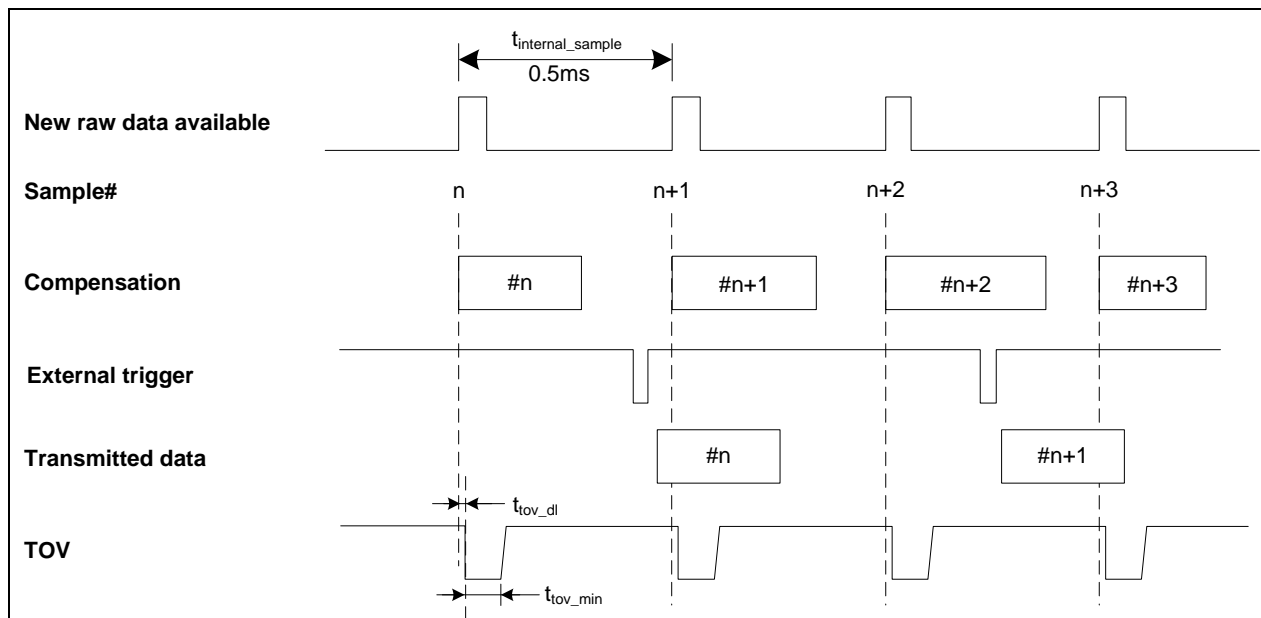 t_internal_sample
0.5ms
New raw data available
Sample# n n+1 n+2 n+3
Compensation #n #n+1 #n+2 #n+3
External trigger
Transmitted data #n #n+1
t_tov_dl
TOV
t_tov_min